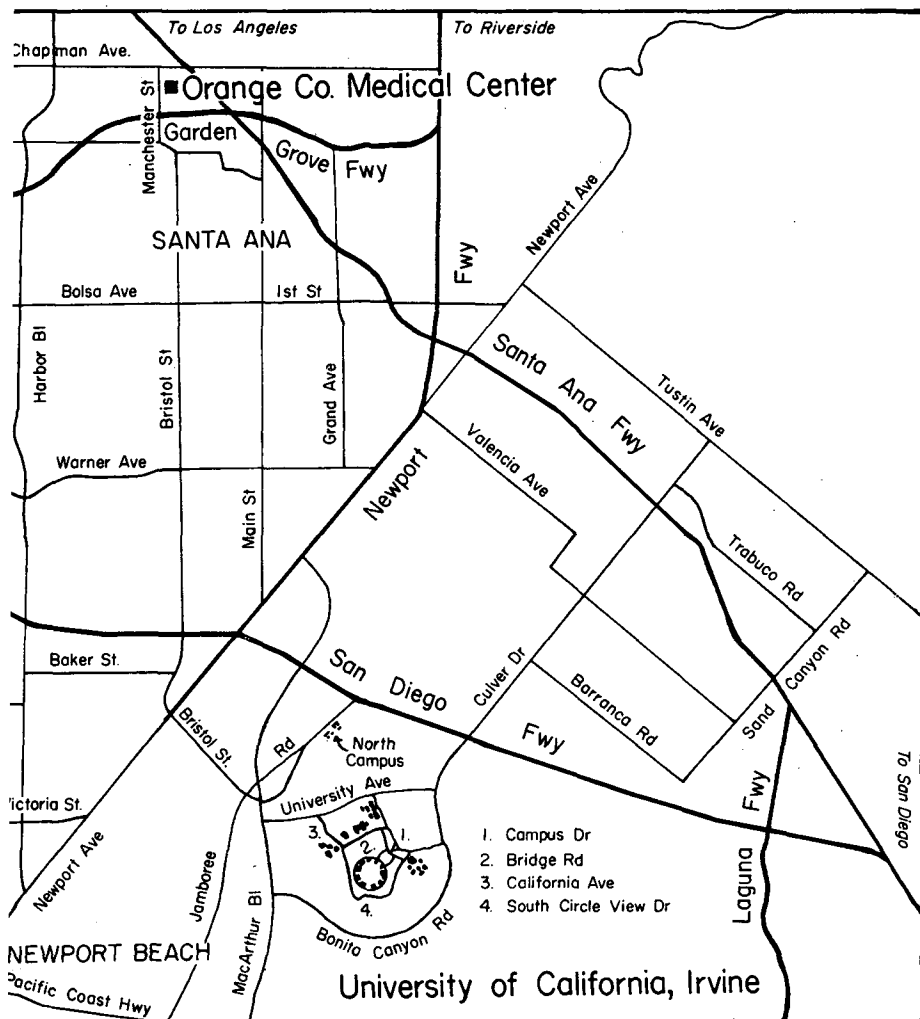 To Los Angeles
To Riverside
Chapman Ave.
Manchester St
Orange Co. Medical Center
Garden Grove Fwy
Newport Ave
SANTA ANA
Fwy
Bolsa Ave
1st St
Harbor Bl
Bristol St
Grand Ave
Santa Ana Fwy
Tustin Ave
Valencia Ave
Warner Ave
Main St
Newport
Trabuco Rd
Baker St.
San Diego
Culver Dr
Barranca Rd
Sand Canyon Rd
Bristol St.
Rd
North
Campus
Fwy
Fwy
To San Diego
University Ave
Victoria St.
3.
1.
2.
4.
1. Campus Dr
2. Bridge Rd
3. California Ave
4. South Circle View Dr
Newport Ave
Jamboree
MacArthur Bl
Bonita Canyon Rd
Laguna
NEWPORT BEACH
Pacific Coast Hwy
University of California, Irvine